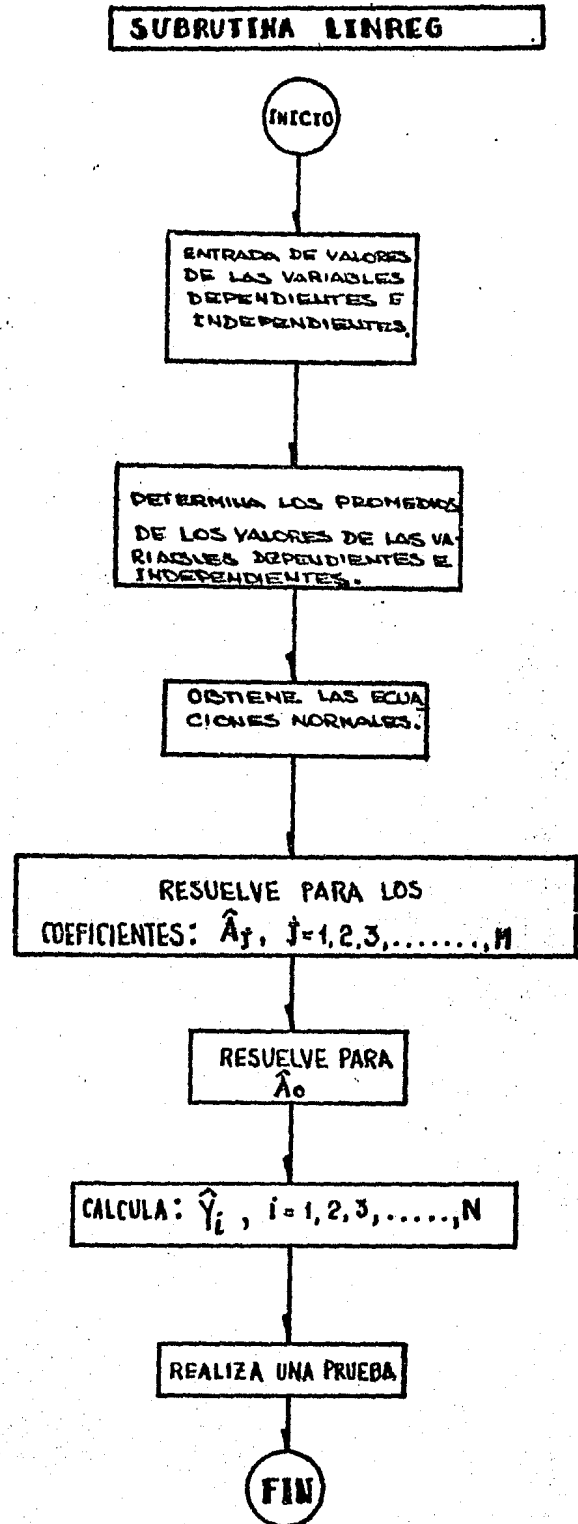 SUBRUTINA LINREG
INICIO
ENTRADA DE VALORES
DE LAS VARIABLES
DEPENDIENTES E
INDEPENDIENTES.
DETERMINA LOS PROMEDIOS
DE LOS VALORES DE LAS VA-
RIABLES DEPENDIENTES E
INDEPENDIENTES.
OBTIENE LAS ECUA
CIONES NORMALES.
RESUELVE PARA LOS
COEFICIENTES: Âj, j=1,2,3,.......,M
RESUELVE PARA
Âo
CALCULA: Ŷi, i=1,2,3,.....,N
REALIZA UNA PRUEBA
FIN